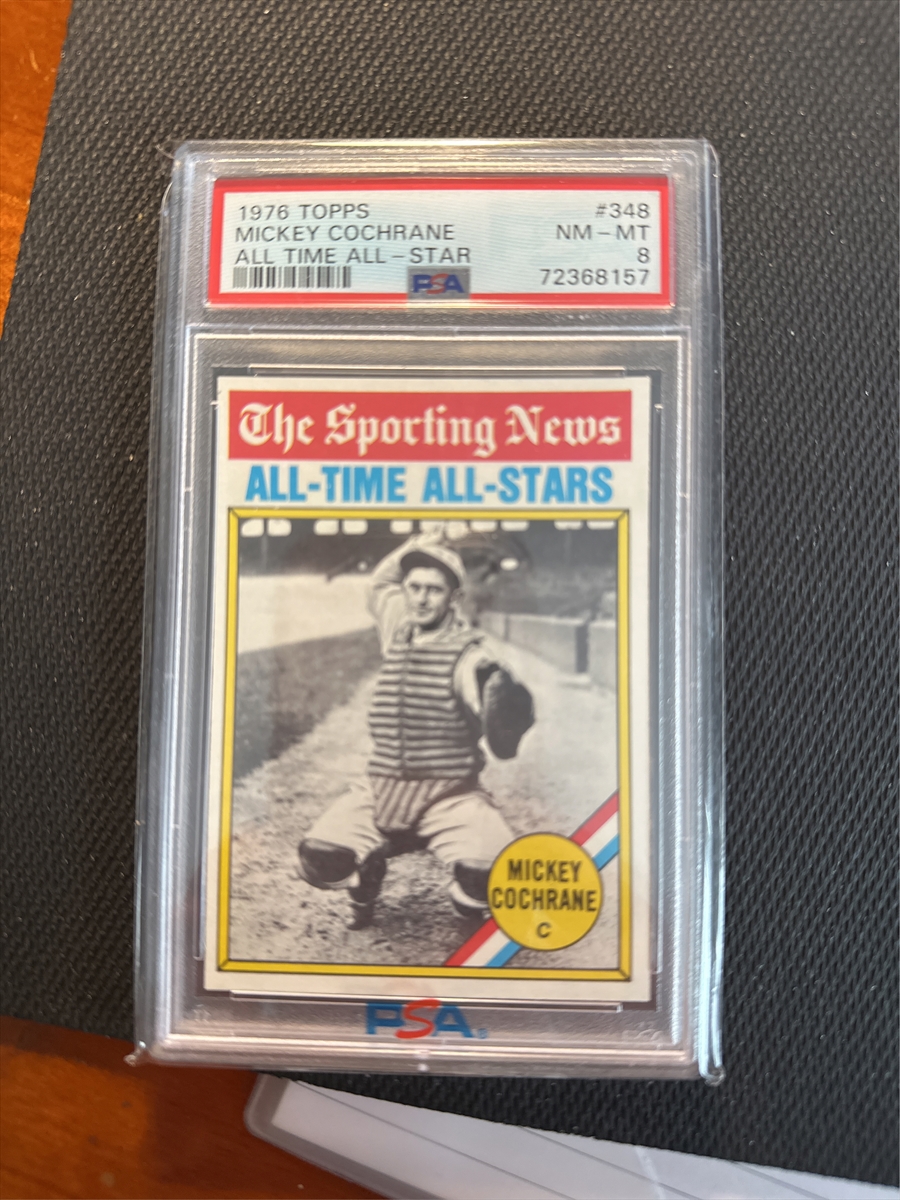 1976 TOPPS #348
MICKEY COCHRANE NM - MT
ALL TIME ALL - STAR 8
PSA 72368157
The Sporting News
ALL-TIME ALL-STARS
MICKEY
COCHRANE
C
PSA